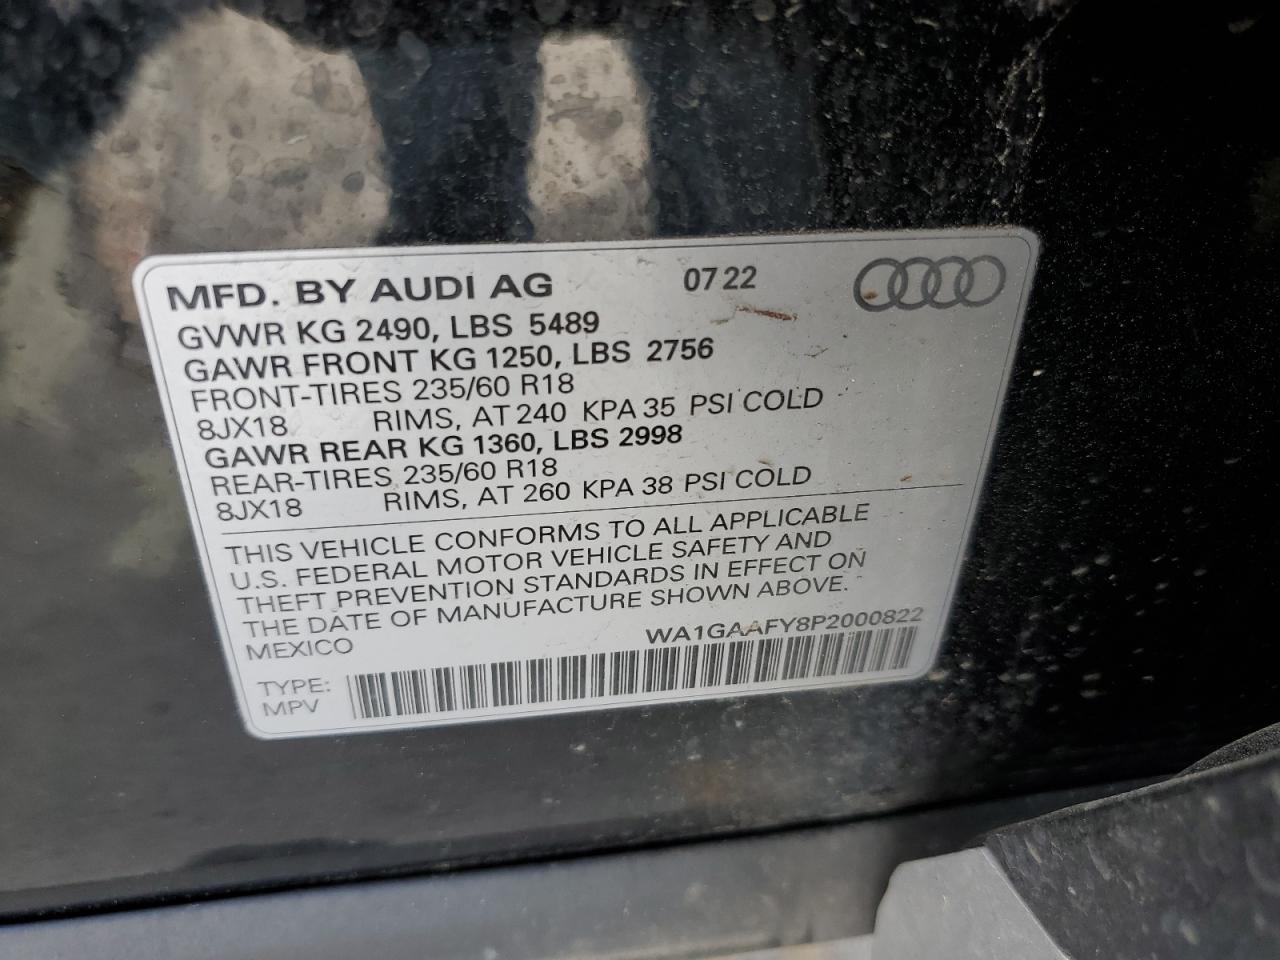 MFD. BY AUDI AG 07 22
GVWR KG 2490, LBS 5489
GAWR FRONT KG 1250, LBS 2756
FRONT-TIRES 235/60 R18
8JX18 RIMS, AT 240 KPA 35 PSI COLD
GAWR REAR KG 1360, LBS 2998
REAR-TIRES 235/60 R18
8JX18 RIMS, AT 260 KPA 38 PSI COLD
THIS VEHICLE CONFORMS TO ALL APPLICABLE
U.S. FEDERAL MOTOR VEHICLE SAFETY AND
THEFT PREVENTION STANDARDS IN EFFECT ON
THE DATE OF MANUFACTURE SHOWN ABOVE.
MEXICO WA1GAAFY8P2000822
TYPE:
MPV